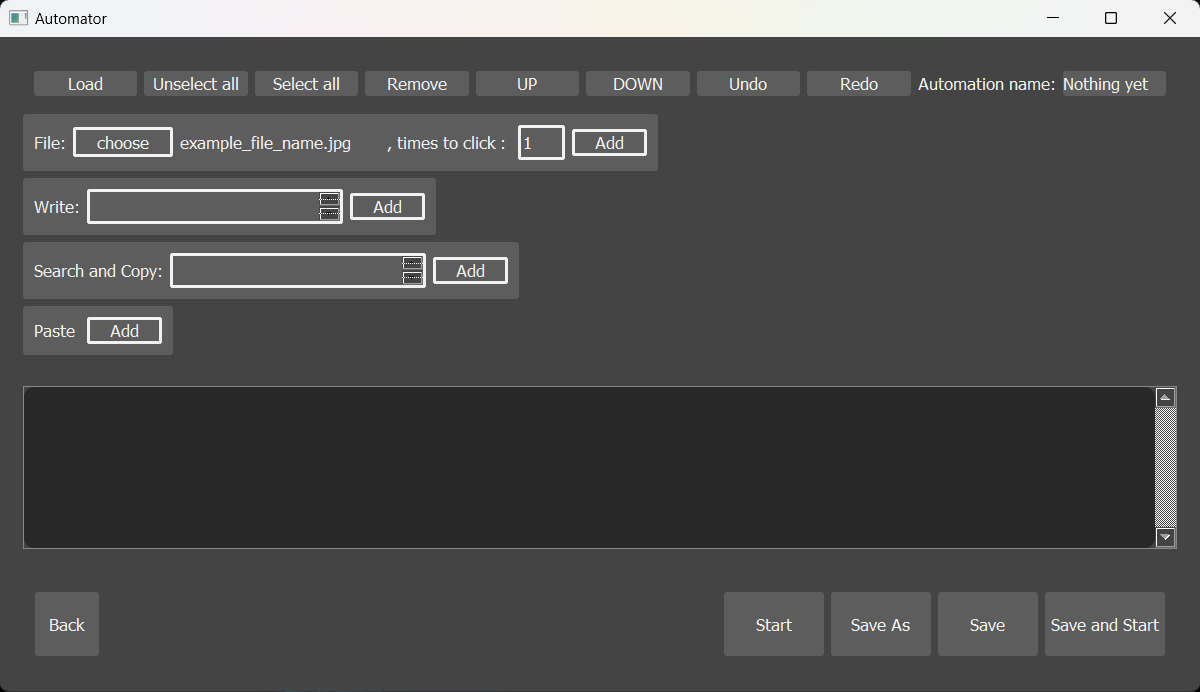 Automator
Load Unselect all Select all Remove UP DOWN Undo Redo Automation name: Nothing yet
File: choose example_file_name.jpg , times to click : 1 Add
Write: Add
Search and Copy: Add
Paste Add
Back Start Save As Save Save and Start